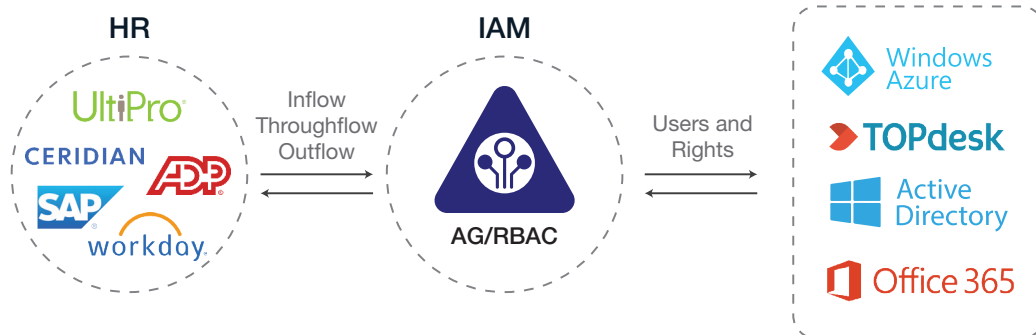 HR
UltiPro®
CERIDIAN
ADP®
SAP®
workday®
Inflow
Throughflow
Outflow
IAM
AG/RBAC
Users and
Rights
Windows
Azure
TOPdesk
Active
Directory
Office 365